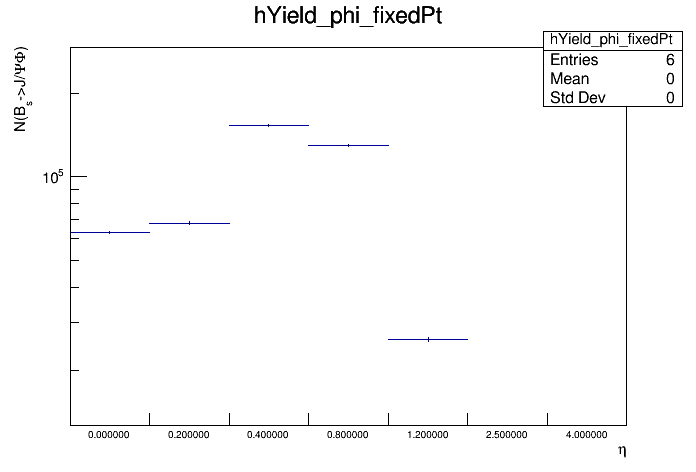 hYield_phi_fixedPt
hYield_phi_fixedPt
Entries 6
Mean 0
Std Dev 0
N(Bs->J/ΨΦ)
10^5
0.000000 0.200000 0.400000 0.800000 1.200000 2.500000 4.000000
η